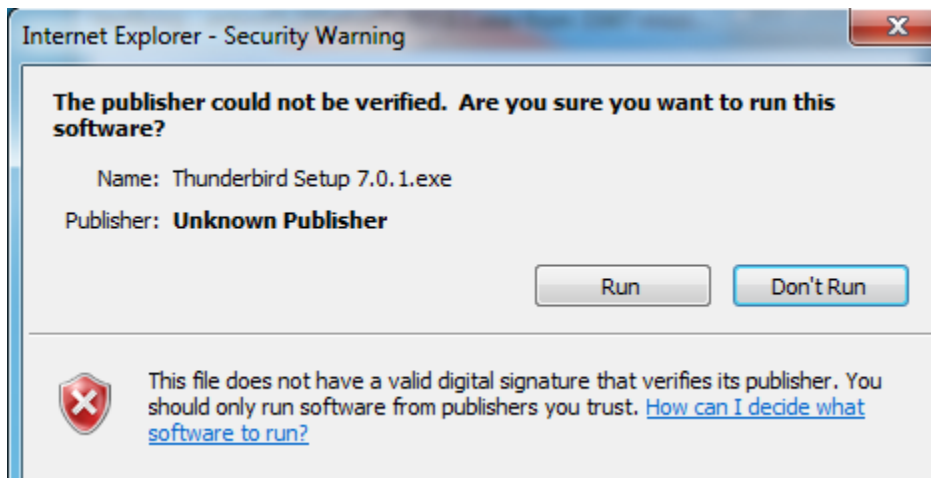 Internet Explorer - Security Warning
The publisher could not be verified. Are you sure you want to run this
software?
Name: Thunderbird Setup 7.0.1.exe
Publisher: Unknown Publisher
Run Don't Run
This file does not have a valid digital signature that verifies its publisher. You
should only run software from publishers you trust. How can I decide what
software to run?